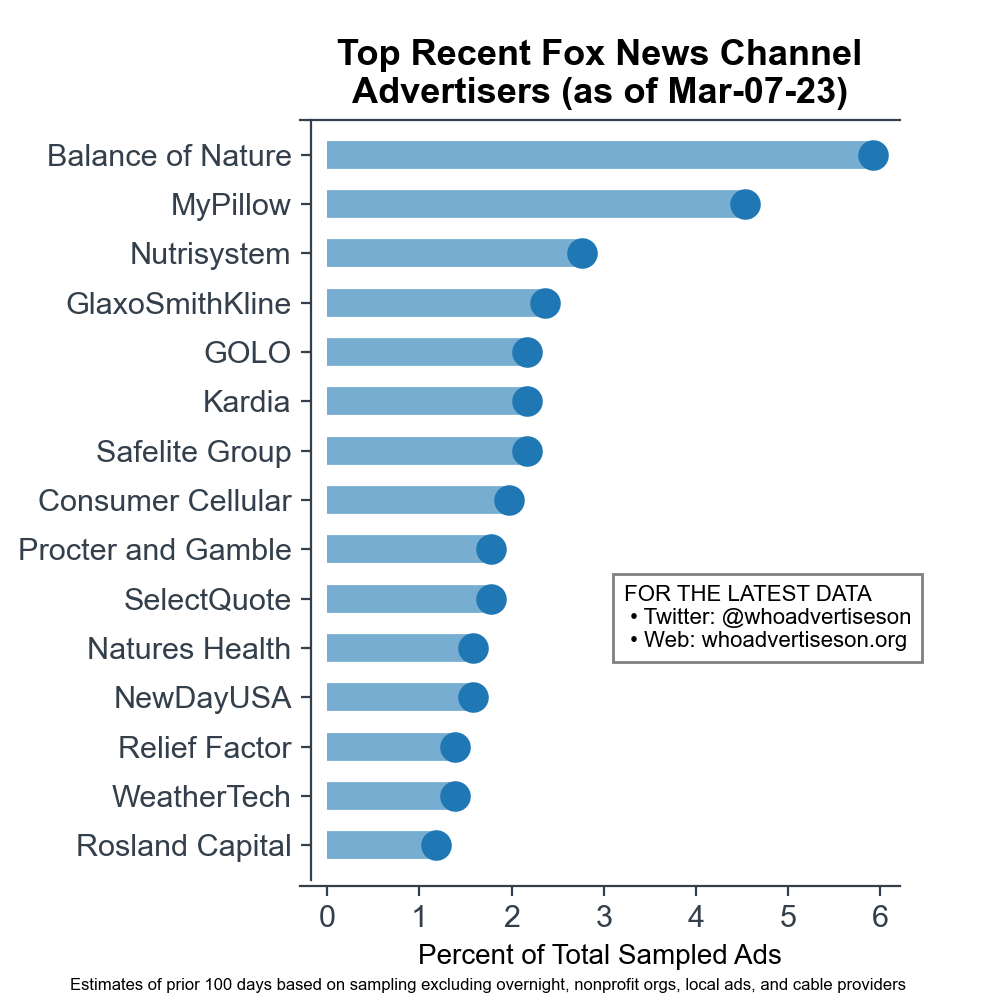 Top Recent Fox News Channel
Advertisers (as of Mar-07-23)
Balance of Nature
MyPillow
Nutrisystem
GlaxoSmithKline
GOLO
Kardia
Safelite Group
Consumer Cellular
Procter and Gamble
SelectQuote
Natures Health
NewDayUSA
Relief Factor
WeatherTech
Rosland Capital
FOR THE LATEST DATA
• Twitter: @whoadvertiseson
• Web: whoadvertiseson.org
0 1 2 3 4 5 6
Percent of Total Sampled Ads
Estimates of prior 100 days based on sampling excluding overnight, nonprofit orgs, local ads, and cable providers